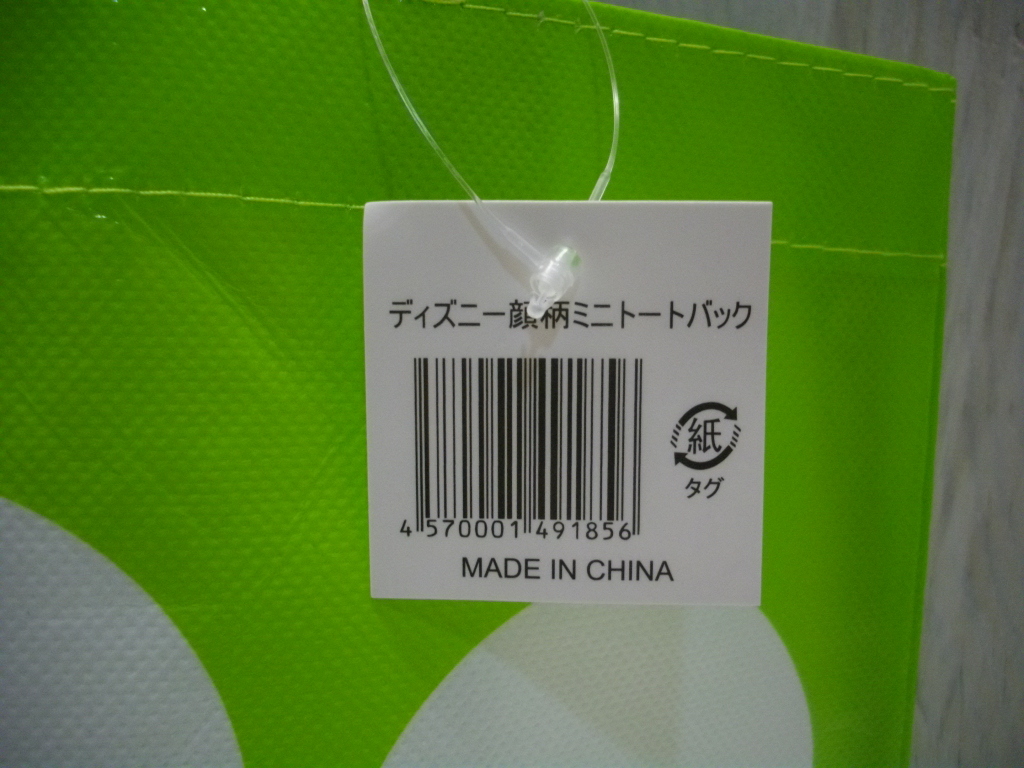 ディズニー顔柄ミニトートバック
紙
タグ
4 570001 491856
MADE IN CHINA